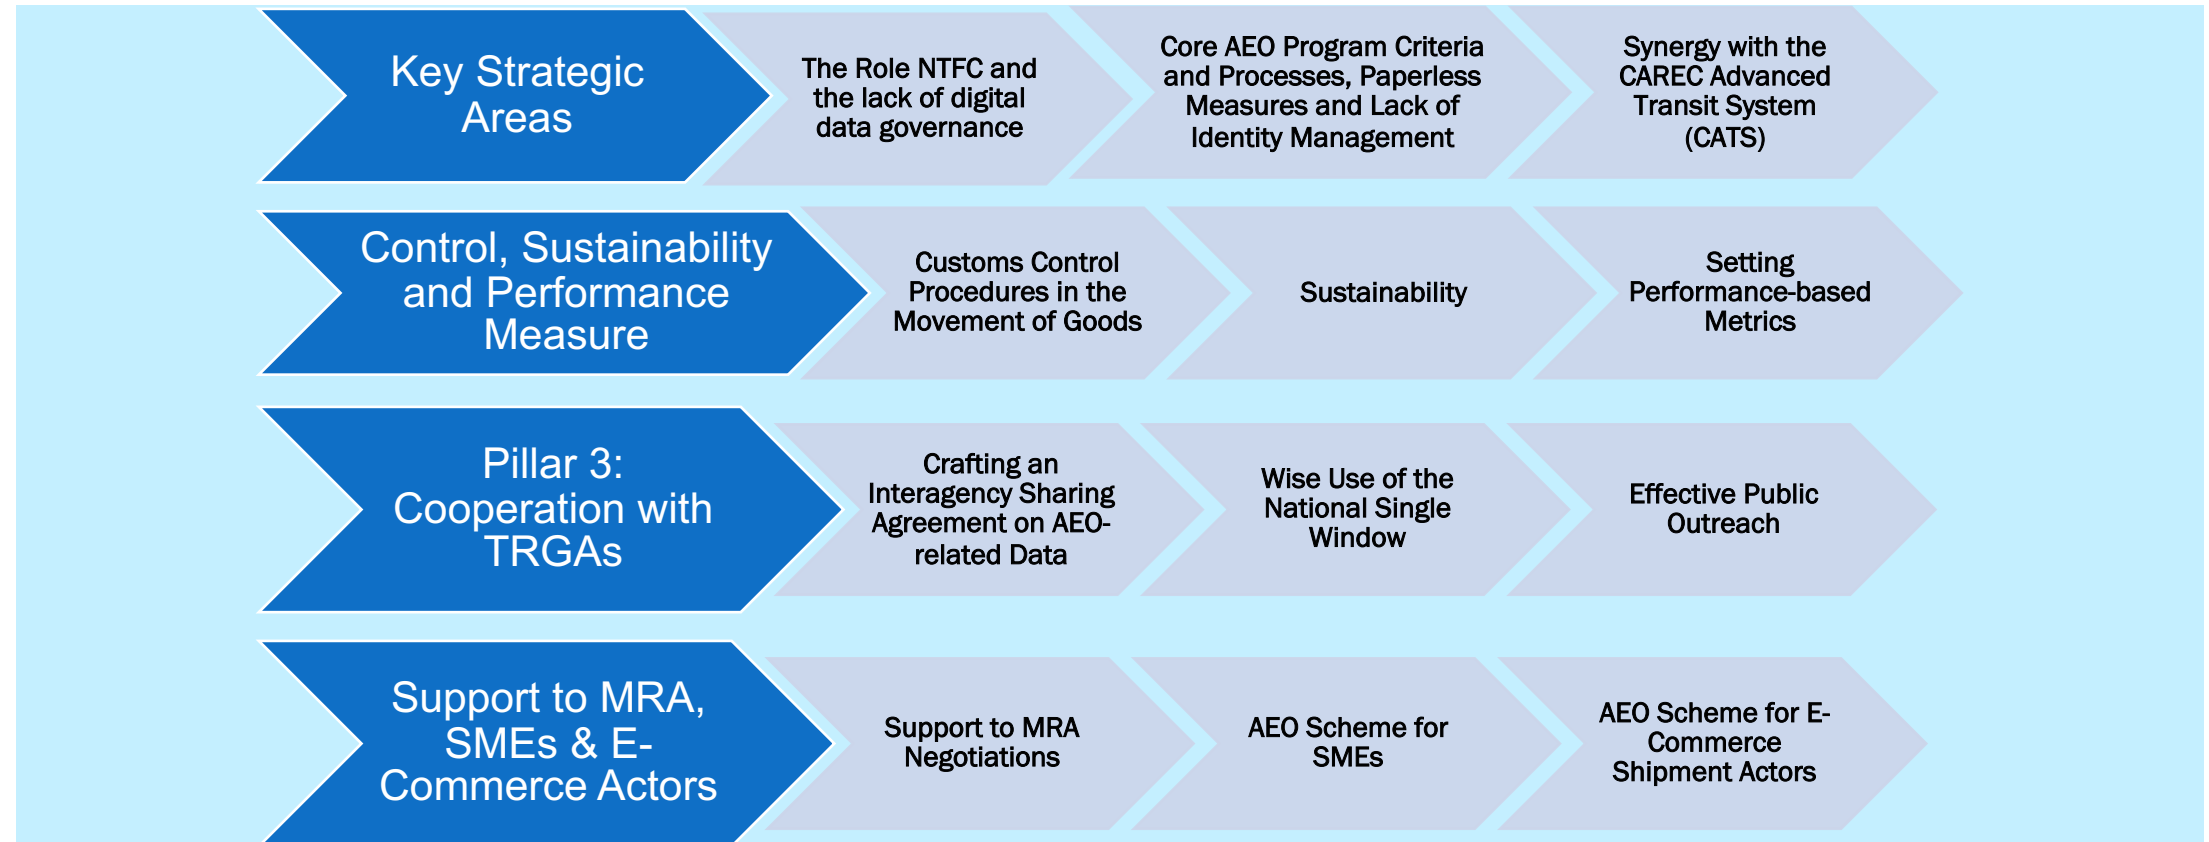 Key Strategic
Areas
The Role NTFC and
the lack of digital
data governance
Core AEO Program Criteria
and Processes, Paperless
Measures and Lack of
Identity Management
Synergy with the
CAREC Advanced
Transit System
(CATS)
Control, Sustainability
and Performance
Measure
Customs Control
Procedures in the
Movement of Goods
Sustainability
Setting
Performance-based
Metrics
Pillar 3:
Cooperation with
TRGAs
Crafting an
Interagency Sharing
Agreement on AEO-
related Data
Wise Use of the
National Single
Window
Effective Public
Outreach
Support to MRA,
SMEs & E-
Commerce Actors
Support to MRA
Negotiations
AEO Scheme for
SMEs
AEO Scheme for E-
Commerce
Shipment Actors